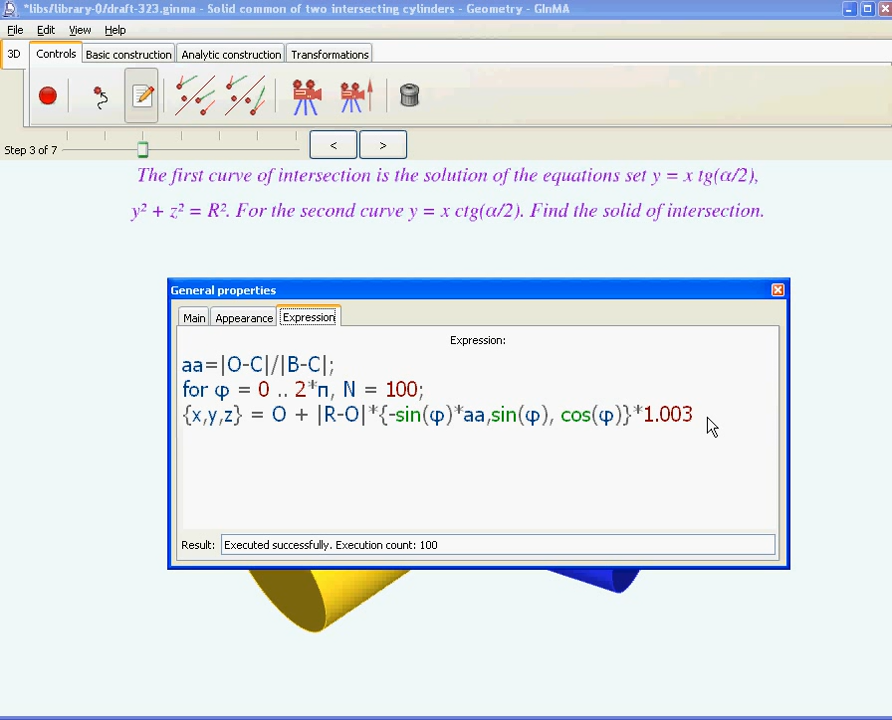 *libs/library-0/draft-323.ginma - Solid common of two intersecting cylinders - Geometry - GInMA
File Edit View Help
3D Controls Basic construction Analytic construction Transformations
Step 3 of 7 < >
The first curve of intersection is the solution of the equations set y = x tg(α/2),
y² + z² = R². For the second curve y = x ctg(α/2). Find the solid of intersection.
General properties
Main Appearance Expression
Expression:
aa=|O-C|/|B-C|;
for φ = 0 .. 2*π, N = 100;
{x,y,z} = O + |R-O|*{-sin(φ)*aa,sin(φ), cos(φ)}*1.003
Result: Executed successfully. Execution count: 100